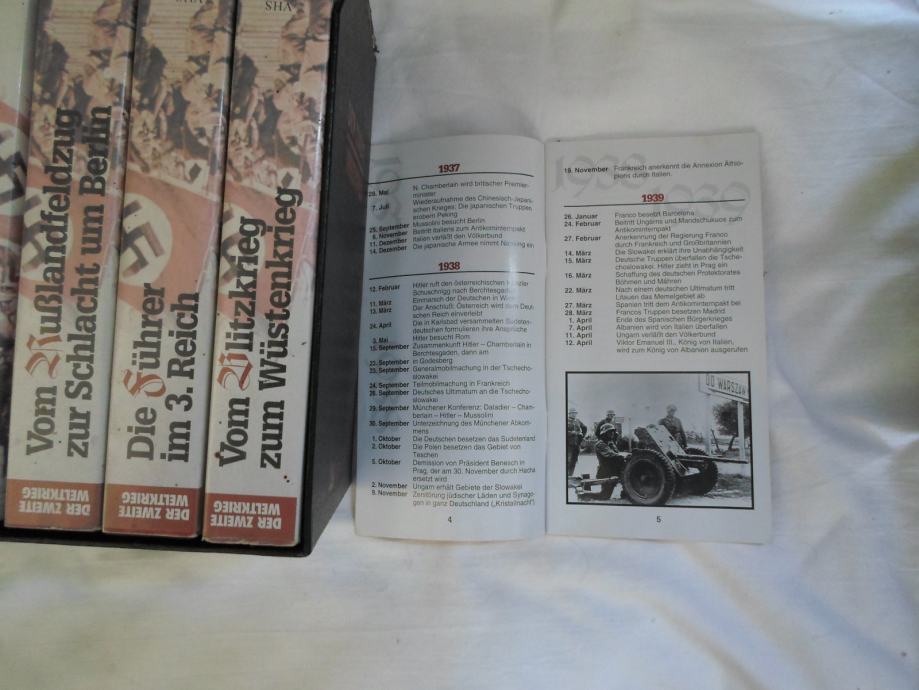 SHA
Vom Rußlandfeldzug
zur Schlacht um Berlin
DER ZWEITE
WELTKRIEG
Die Führer
im 3. Reich
DER ZWEITE
WELTKRIEG
Vom Blitzkrieg
zum Wüstenkrieg
DER ZWEITE
WELTKRIEG
1937
28. Mai N. Chamberlain wird britischer Premier-
minister
7. Juli Wiederaufnahme des Chinesisch-Japani-
schen Krieges: Die japanischen Truppen
erobern Peking
25. September Mussolini besucht Berlin
6. November Beitritt Italiens zum Antikominternpakt
11. Dezember Italien verläßt den Völkerbund
14. Dezember Die japanische Armee nimmt Nanking ein
1938
12. Februar Hitler ruft den österreichischen Kanzler
Schuschnigg nach Berchtesgaden
11. März Einmarsch der Deutschen in Wien
13. März Der Anschluß: Österreich wird dem Deut-
schen Reich einverleibt
24. April Die in Karlsbad versammelten Sudeten-
deutschen formulieren ihre Ansprüche
3. Mai Hitler besucht Rom
15. September Zusammenkunft Hitler – Chamberlain in
Berchtesgaden, dann am
22. September in Godesberg
23. September Generalmobilmachung in der Tschecho-
slowakei
24. September Teilmobilmachung in Frankreich
26. September Deutsches Ultimatum an die Tschecho-
slowakei
29. September Münchener Konferenz: Daladier – Cham-
berlain – Hitler – Mussolini
30. September Unterzeichnung des Münchener Abkom-
mens
1. Oktober Die Deutschen besetzen das Sudetenland
2. Oktober Die Polen besetzen das Gebiet von
Teschen
5. Oktober Demission von Präsident Benesch in
Prag, der am 30. November durch Hacha
ersetzt wird
2. November Ungarn erhält Gebiete der Slowakei
9. November Zerstörung jüdischer Läden und Synago-
gen in ganz Deutschland („Kristallnacht")
4
1938
19. November Frankreich anerkennt die Annexion Äthio-
piens durch Italien.
1939
1939
26. Januar Franco besetzt Barcelona
24. Februar Beitritt Ungarns und Mandschukuos zum
Antikominternpakt
27. Februar Anerkennung der Regierung Franco
durch Frankreich und Großbritannien
14. März Die Slowakei erklärt ihre Unabhängigkeit
15. März Deutsche Truppen überfallen die Tsche-
choslowakei. Hitler zieht in Prag ein
16. März Schaffung des deutschen Protektorates
Böhmen und Mähren
22. März Nach einem deutschen Ultimatum tritt
Litauen das Memelgebiet ab
27. März Spanien tritt dem Antikominternpakt bei
28. März Francos Truppen besetzen Madrid
1. April Ende des Spanischen Bürgerkrieges
7. April Albanien wird von Italien überfallen
11. April Ungarn verläßt den Völkerbund
12. April Viktor Emanuel III., König von Italien,
wird zum König von Albanien ausgerufen
DO WARSZAW
5